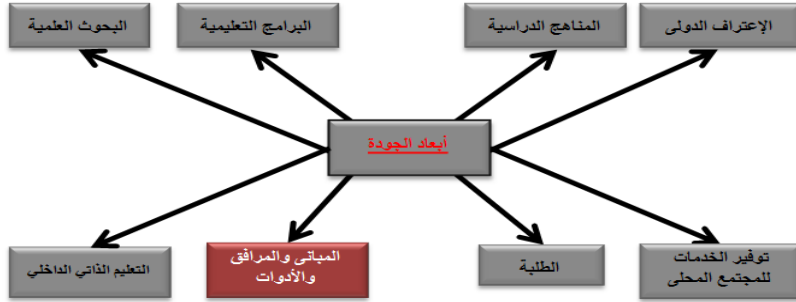 الإعتراف الدولى
المناهج الدراسية
البرامج التعليمية
البحوث العلمية
أبعاد الجودة
توفير الخدمات
للمجتمع المحلى
الطلبة
المبانى والمرافق
والأدوات
التعليم الذاتي الداخلي